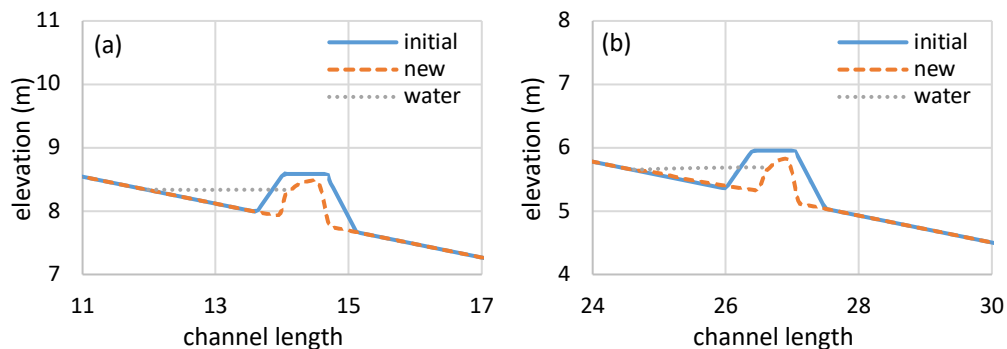 (a)
initial
new
water
elevation (m)
11
10
9
8
7
11 13 15 17
channel length
(b)
initial
new
water
elevation (m)
8
7
6
5
4
24 26 28 30
channel length